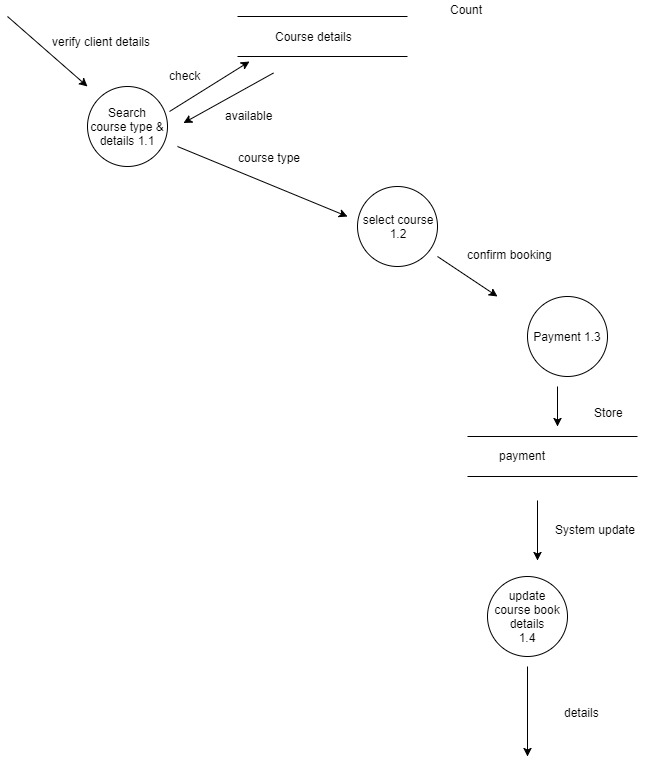 Count
Course details
verify client details
check
Search
course type &
details 1.1
available
course type
select course
1.2
confirm booking
Payment 1.3
Store
payment
System update
update
course book
details
1.4
details